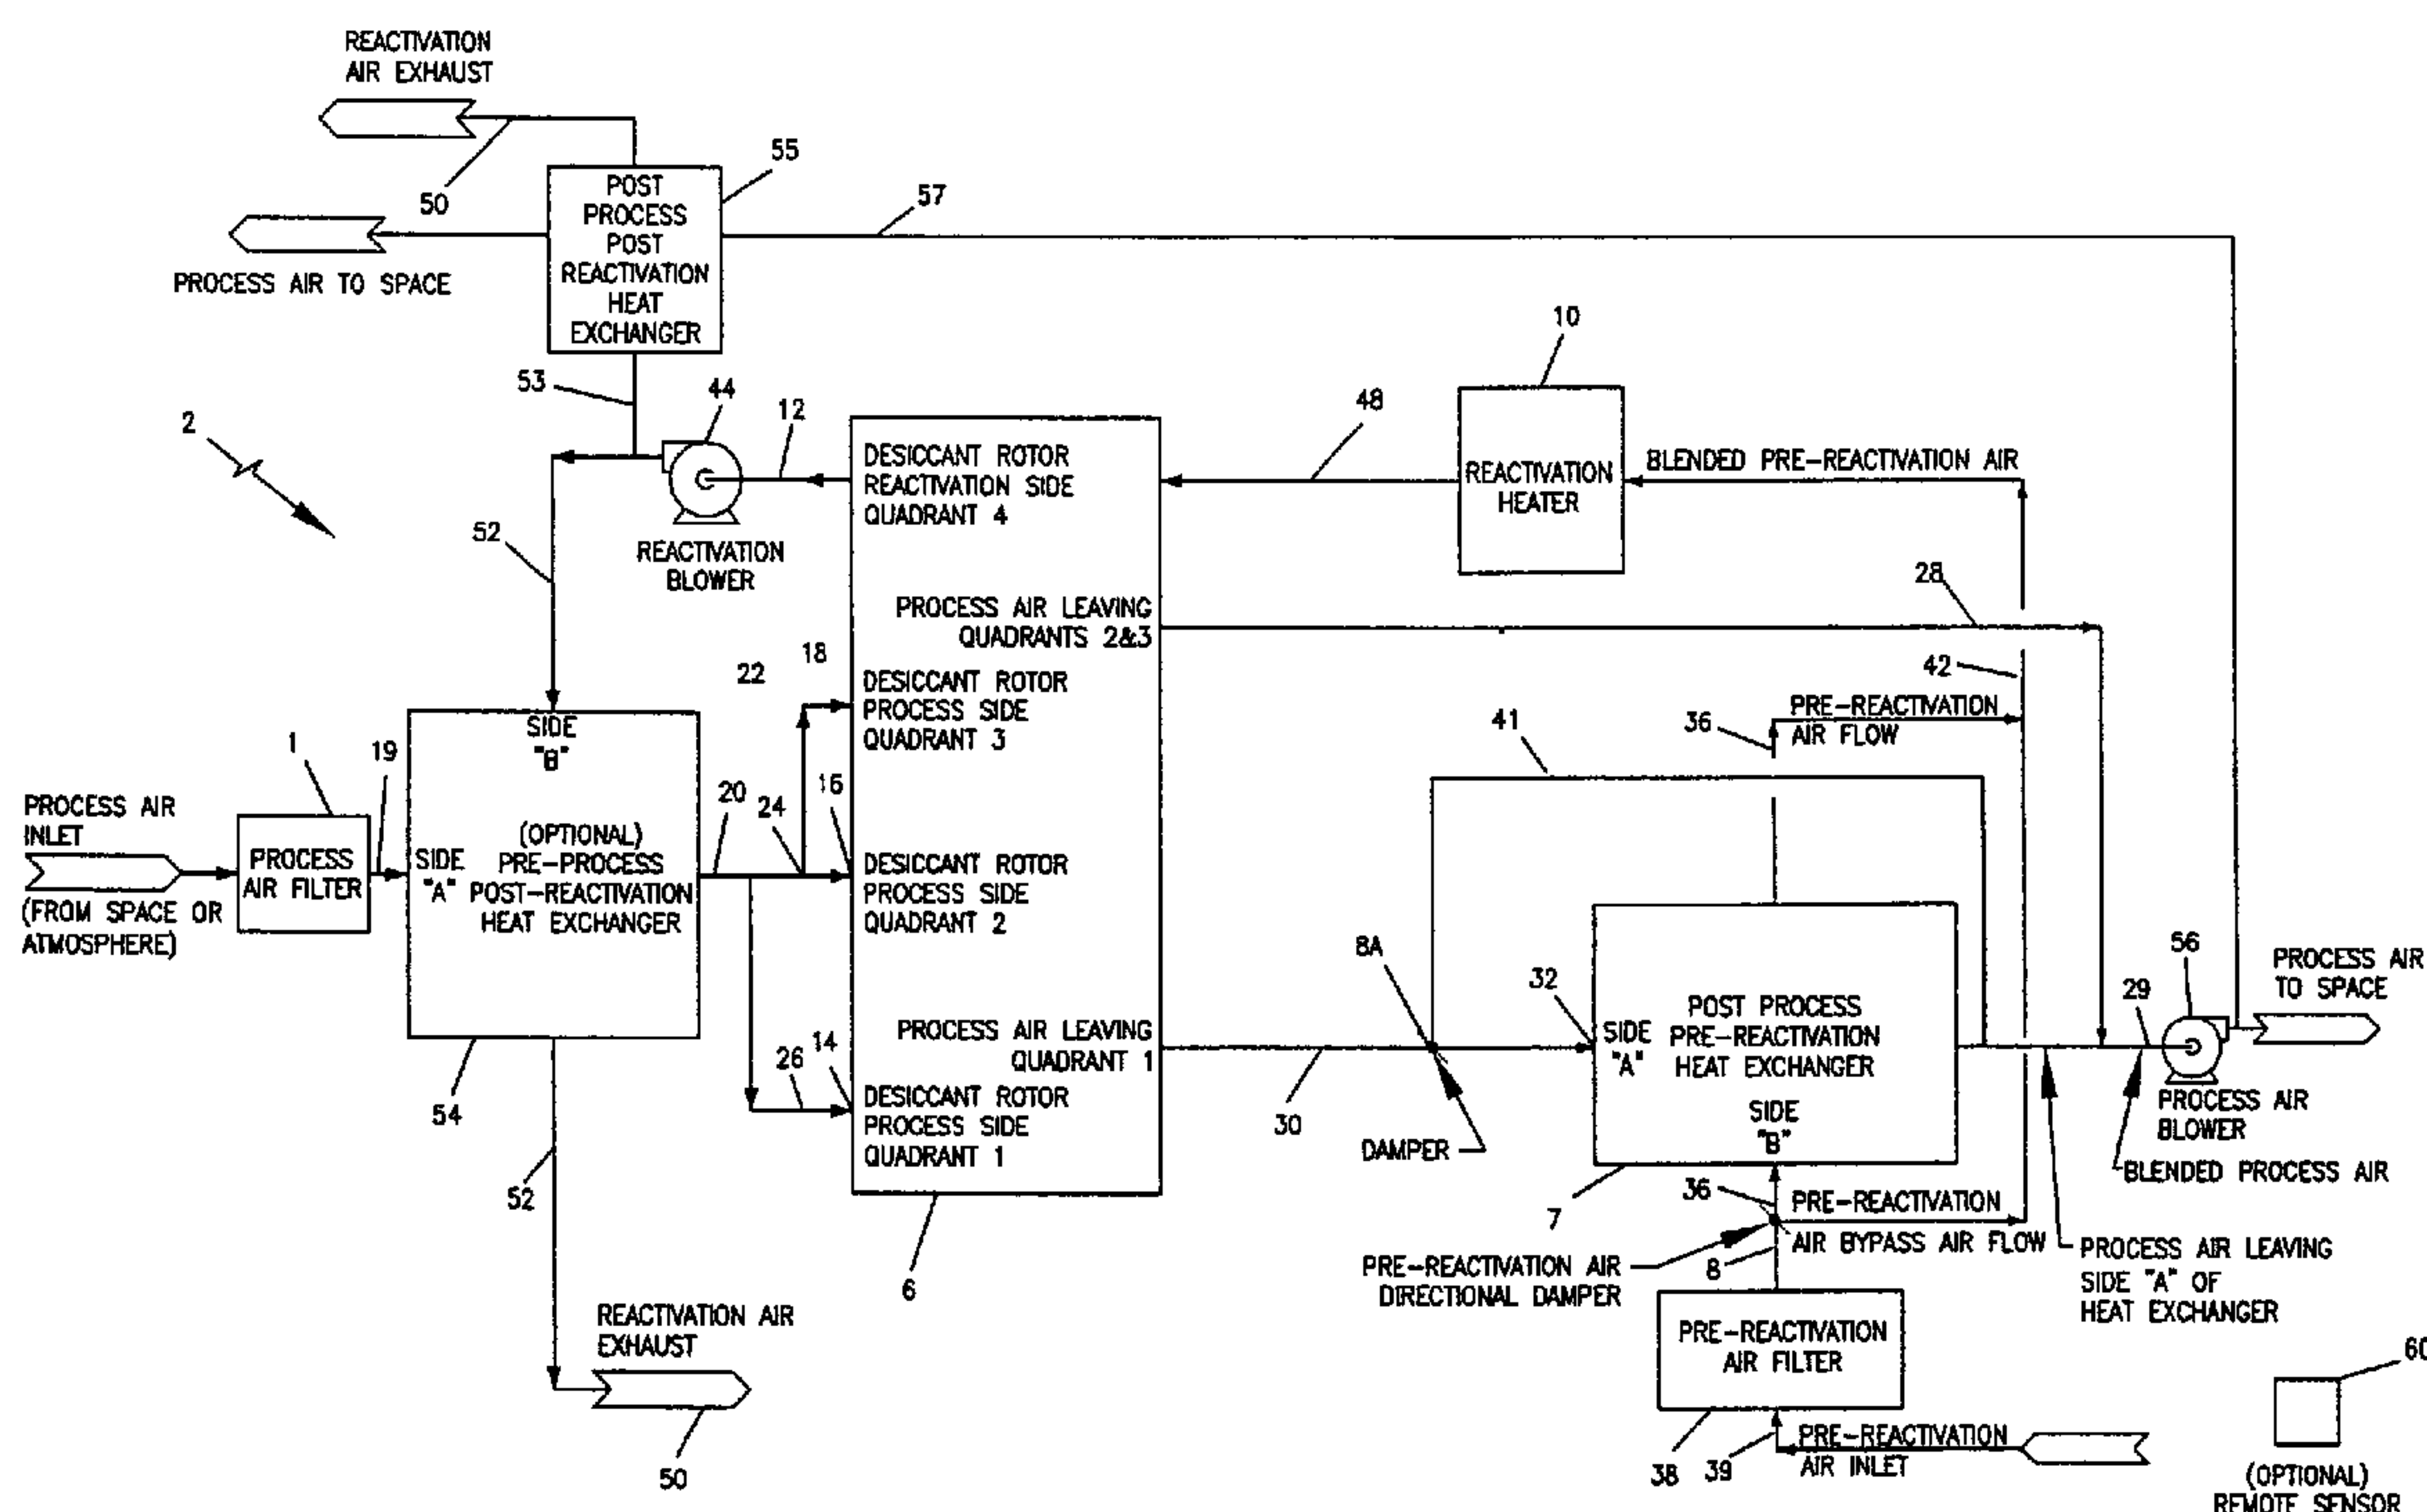 REACTIVATION
AIR EXHAUST
50
PROCESS AIR TO SPACE
55
POST
PROCESS
POST
REACTIVATION
HEAT
EXCHANGER
57
53
44
12
2
52
REACTIVATION
BLOWER
10
48
REACTIVATION
HEATER
BLENDED PRE-REACTIVATION AIR
DESICCANT ROTOR
REACTIVATION SIDE
QUADRANT 4
PROCESS AIR LEAVING
QUADRANTS 2&3
28
22
18
DESICCANT ROTOR
PROCESS SIDE
QUADRANT 3
42
36
PRE-REACTIVATION
AIR FLOW
41
1
19
PROCESS AIR
INLET
(FROM SPACE OR
ATMOSPHERE)
PROCESS
AIR FILTER
SIDE
"B"
SIDE
"A"
(OPTIONAL)
PRE-PROCESS
POST-REACTIVATION
HEAT EXCHANGER
20
24
16
DESICCANT ROTOR
PROCESS SIDE
QUADRANT 2
54
26
14
PROCESS AIR LEAVING
QUADRANT 1
DESICCANT ROTOR
PROCESS SIDE
QUADRANT 1
6
52
REACTIVATION AIR
EXHAUST
50
30
8A
DAMPER
32
SIDE
"A"
POST PROCESS
PRE-REACTIVATION
HEAT EXCHANGER
SIDE
"B"
7
36
PRE-REACTIVATION
AIR BYPASS AIR FLOW
8
PRE-REACTIVATION AIR
DIRECTIONAL DAMPER
PRE-REACTIVATION
AIR FILTER
38
39
PRE-REACTIVATION
AIR INLET
56
29
PROCESS AIR
TO SPACE
PROCESS AIR
BLOWER
BLENDED PROCESS AIR
PROCESS AIR LEAVING
SIDE "A" OF
HEAT EXCHANGER
60
(OPTIONAL)
REMOTE SENSOR